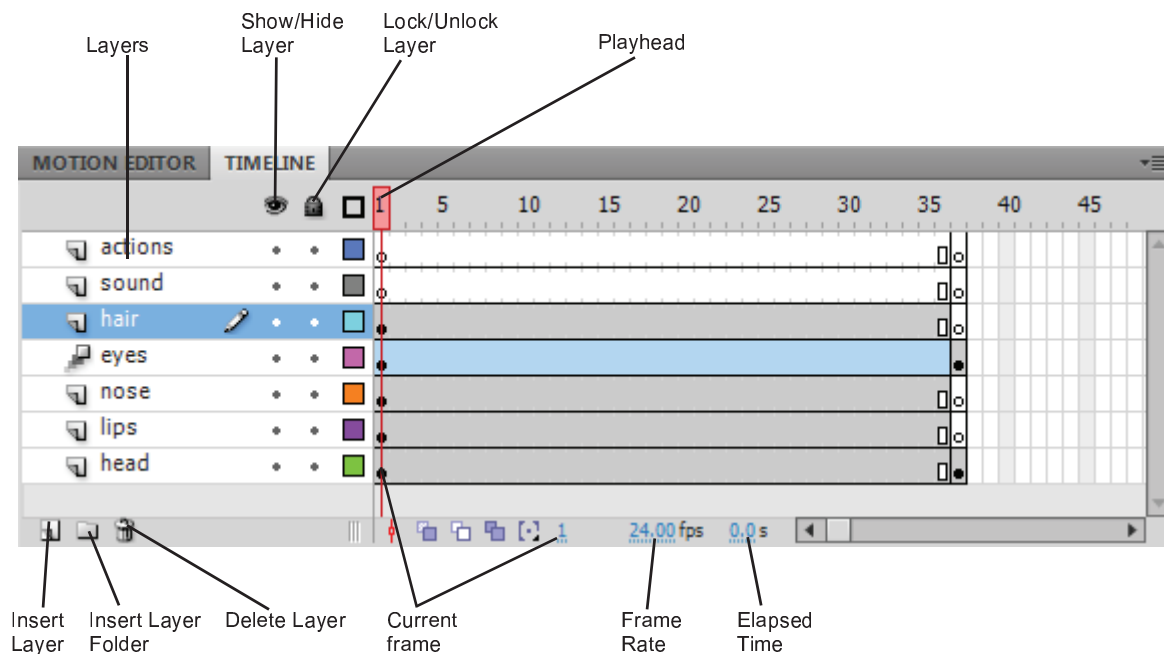 Show/Hide Layer
Lock/Unlock Layer
Layers
Playhead
MOTION EDITOR TIMELINE
1 5 10 15 20 25 30 35 40 45
actions
sound
hair
eyes
nose
lips
head
1 24.00 fps 0.0 s
Insert Layer
Insert Layer Folder
Delete Layer
Current frame
Frame Rate
Elapsed Time